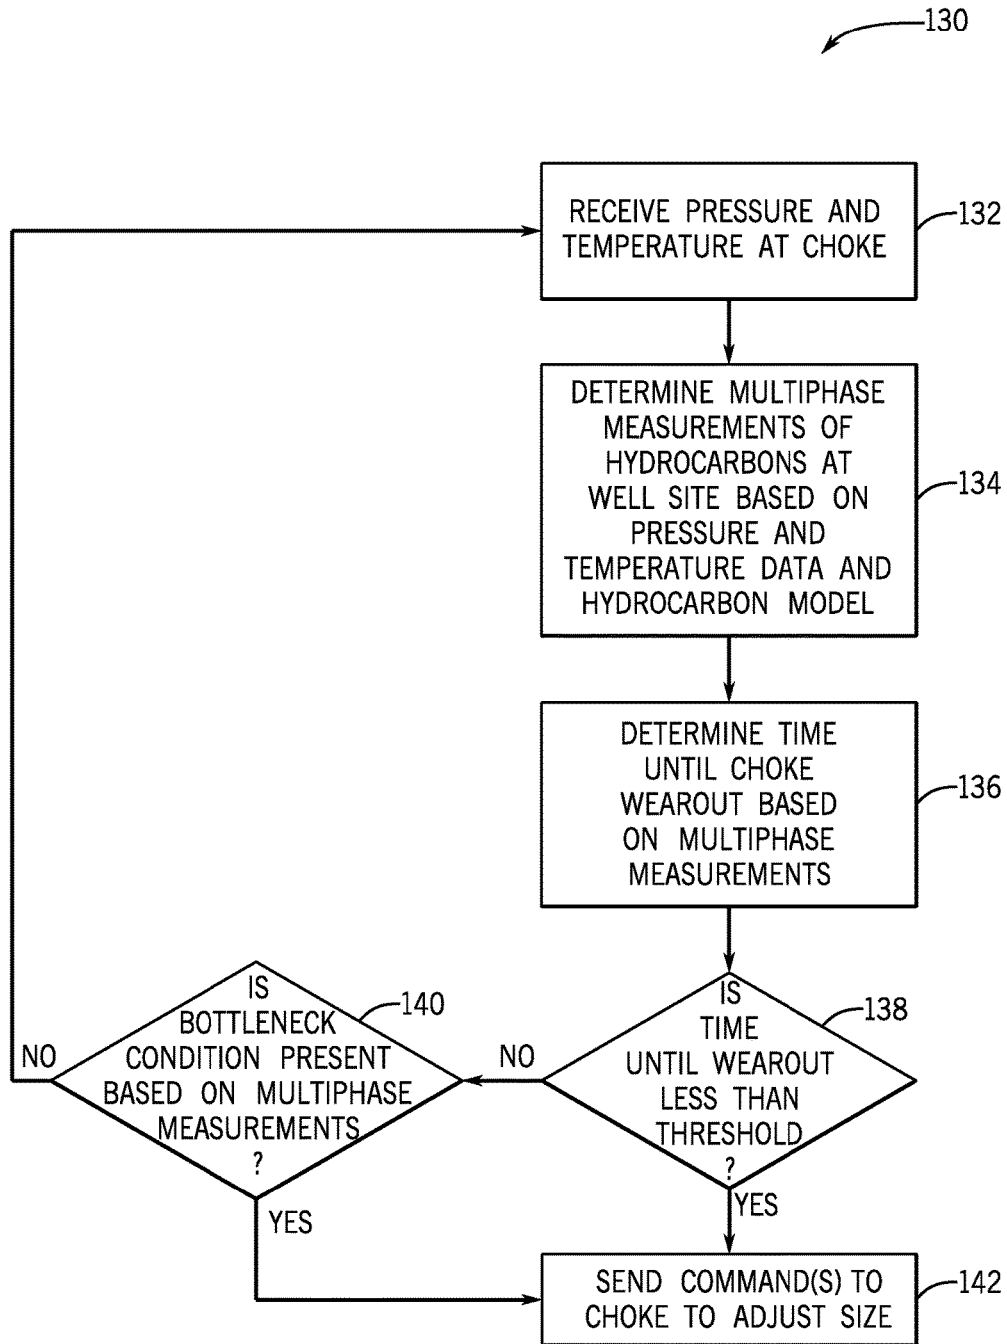 130
RECEIVE PRESSURE AND
TEMPERATURE AT CHOKE
132
DETERMINE MULTIPHASE
MEASUREMENTS OF
HYDROCARBONS AT
WELL SITE BASED ON
PRESSURE AND
TEMPERATURE DATA AND
HYDROCARBON MODEL
134
DETERMINE TIME
UNTIL CHOKE
WEAROUT BASED
ON MULTIPHASE
MEASUREMENTS
136
IS
TIME
UNTIL WEAROUT
LESS THAN
THRESHOLD
?
138
NO
YES
IS
BOTTLENECK
CONDITION PRESENT
BASED ON MULTIPHASE
MEASUREMENTS
?
140
NO
YES
SEND COMMAND(S) TO
CHOKE TO ADJUST SIZE
142